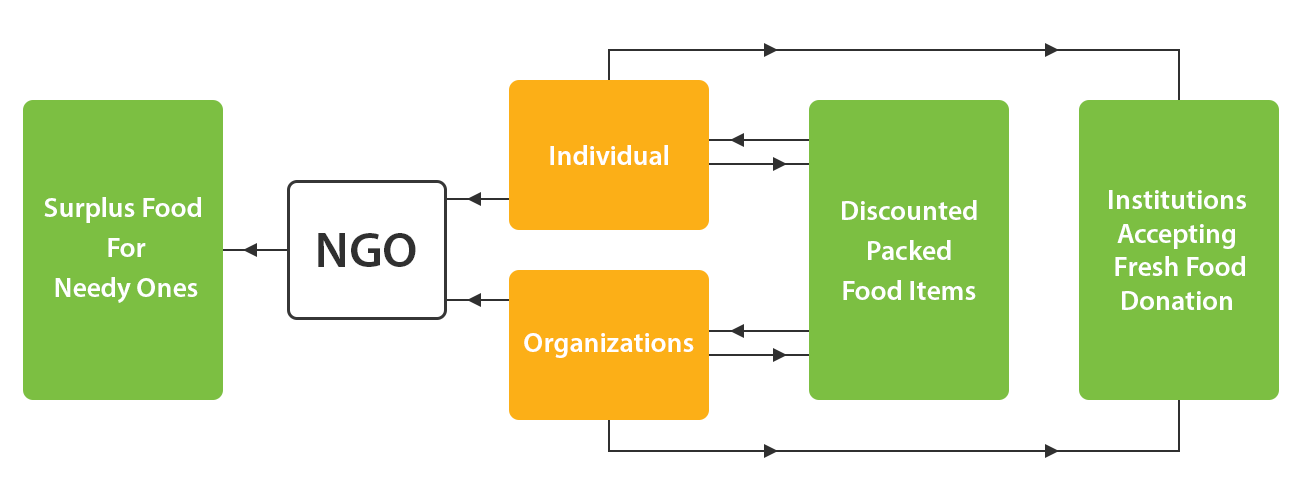 Surplus Food
For
Needy Ones
NGO
Individual
Organizations
Discounted
Packed
Food Items
Institutions
Accepting
Fresh Food
Donation